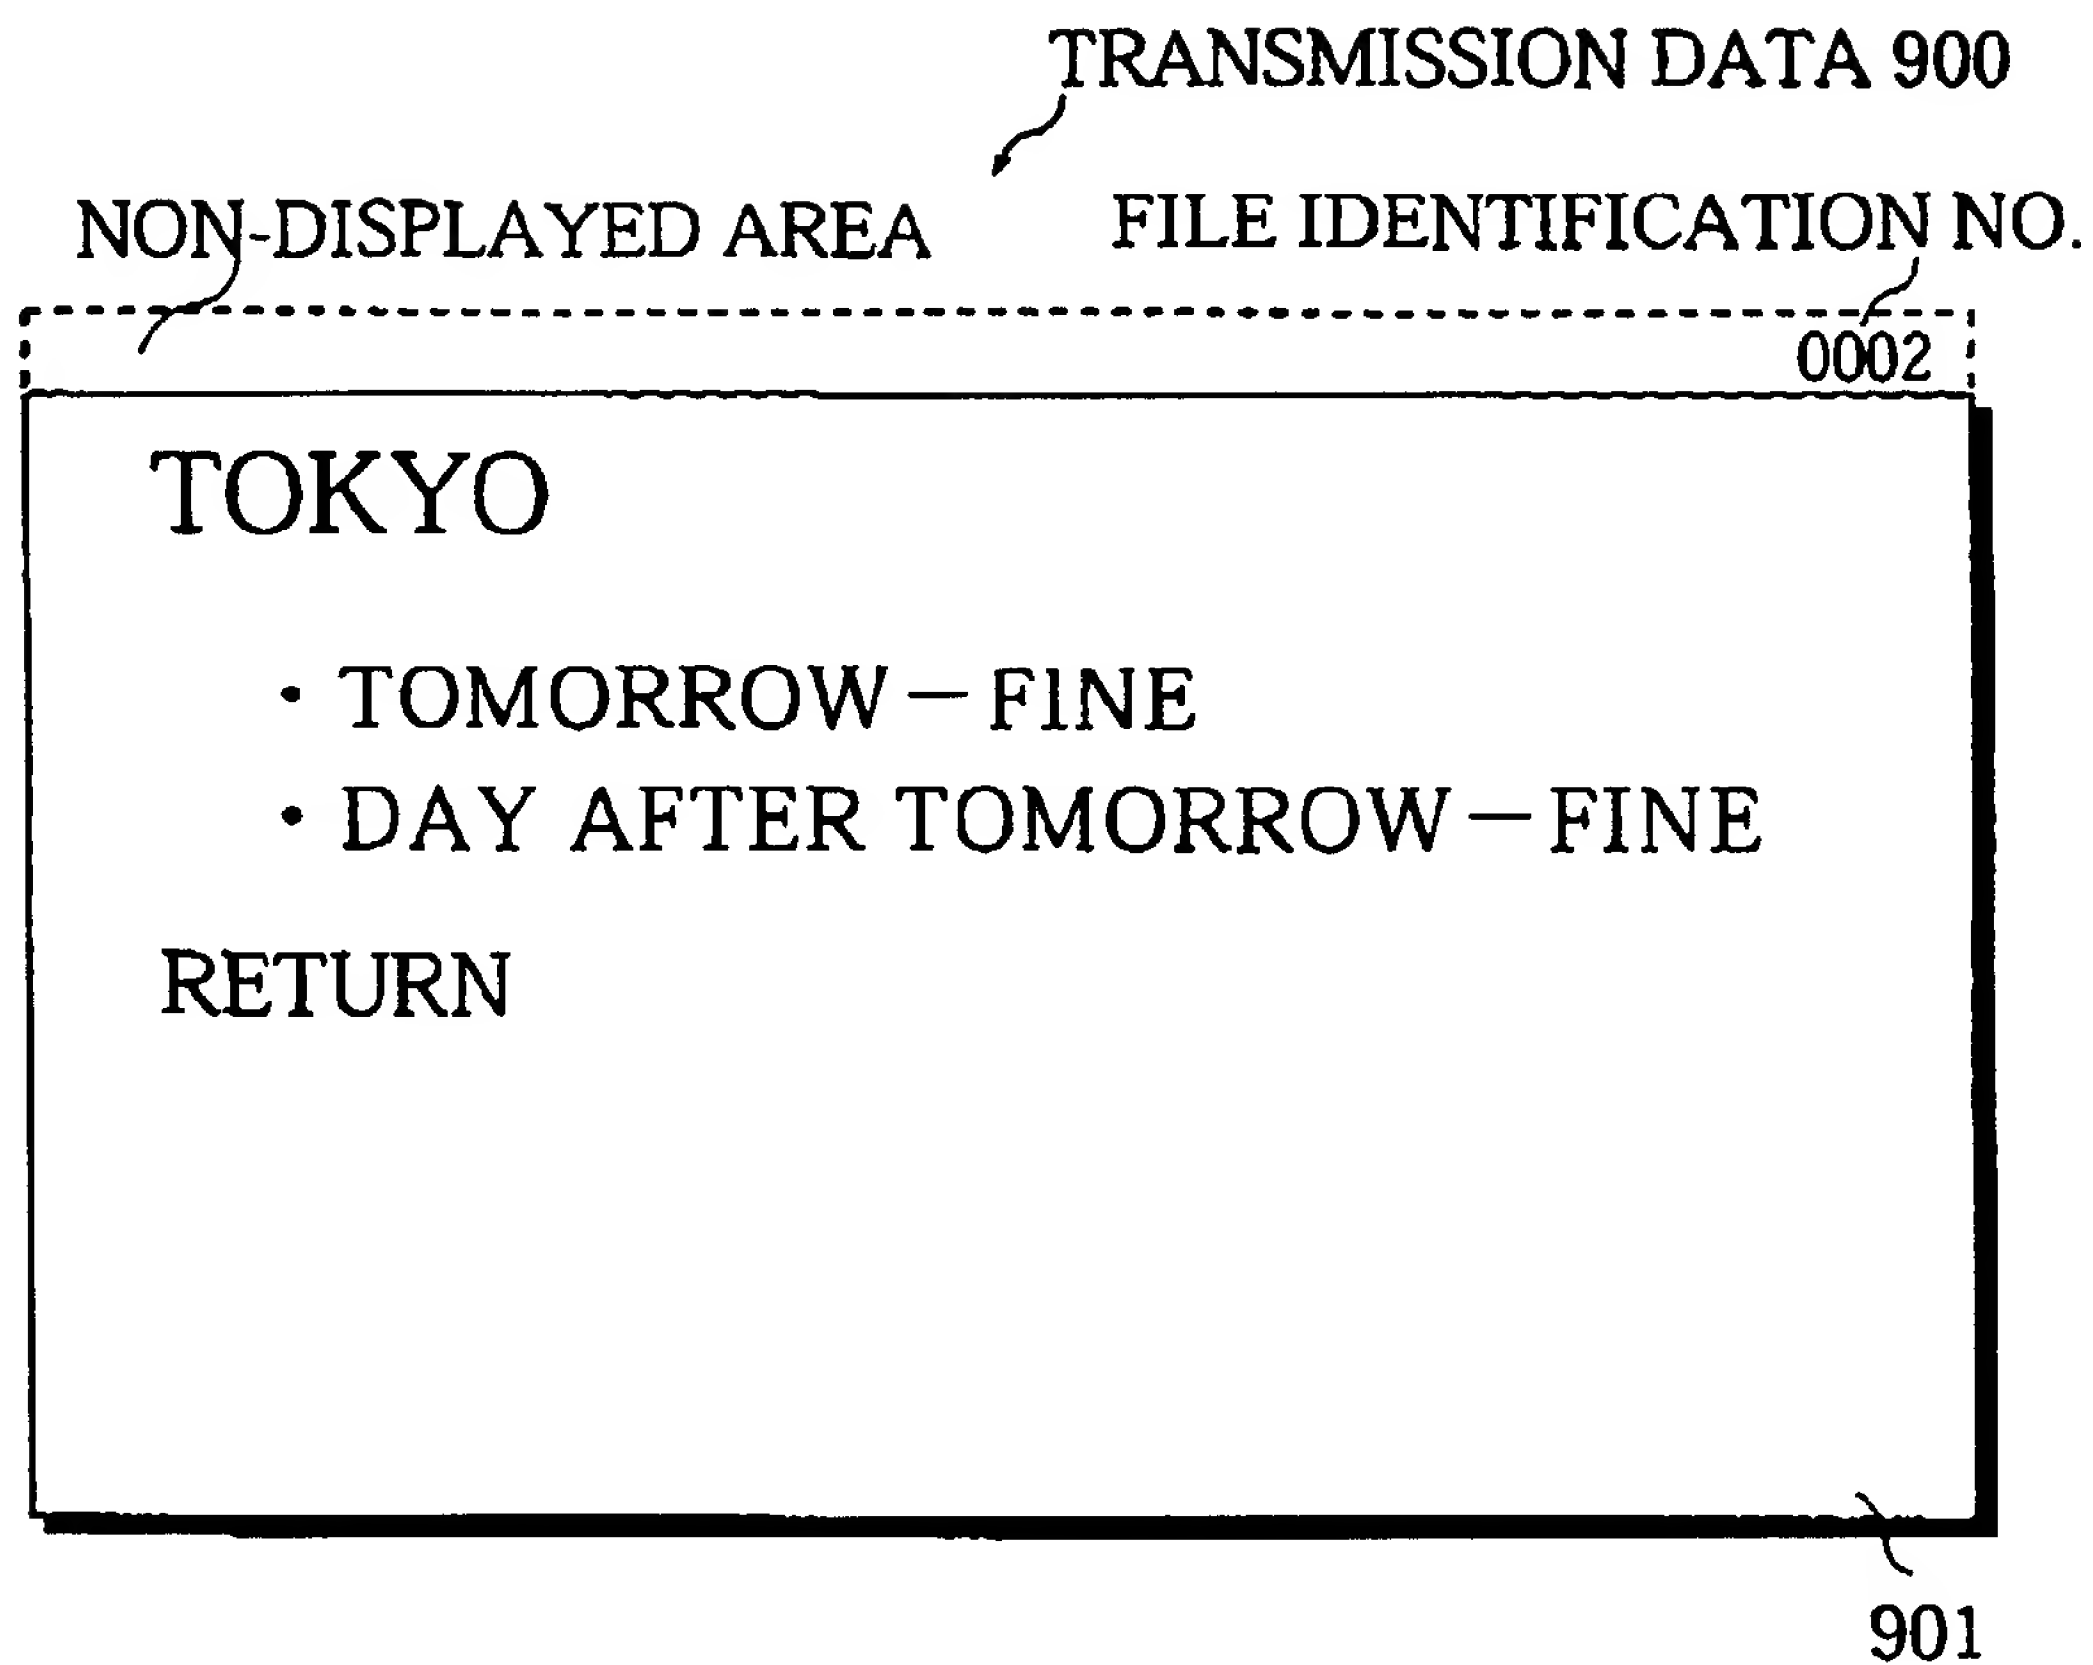 TRANSMISSION DATA 900
NON-DISPLAYED AREA
FILE IDENTIFICATION NO.
0002
TOKYO
• TOMORROW—FINE
• DAY AFTER TOMORROW—FINE
RETURN
901